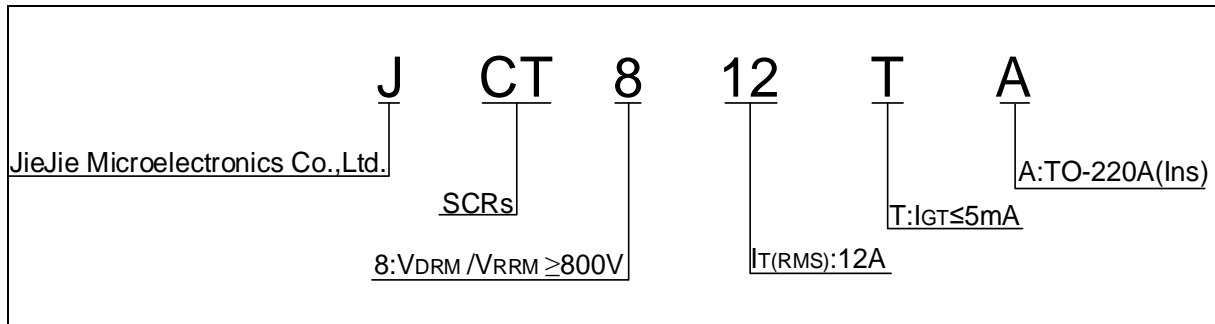 J CT 8 12 T A
JieJie Microelectronics Co.,Ltd.
A:TO-220A(Ins)
SCRs
T:IGT≤5mA
8:VDRM /VRRM ≥800V
IT(RMS):12A